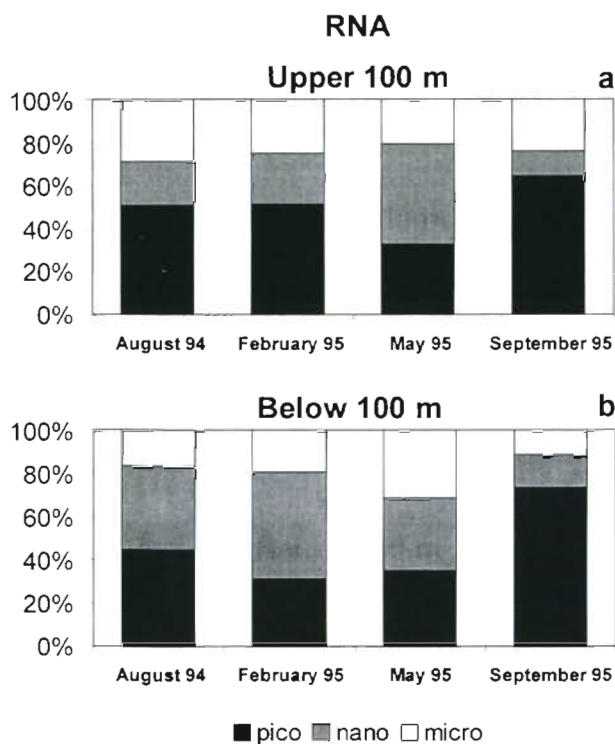 RNA
Upper 100 m a
100%
80%
60%
40%
20%
0%
August 94 February 95 May 95 September 95
Below 100 m b
100%
80%
60%
40%
20%
0%
August 94 February 95 May 95 September 95
pico nano micro